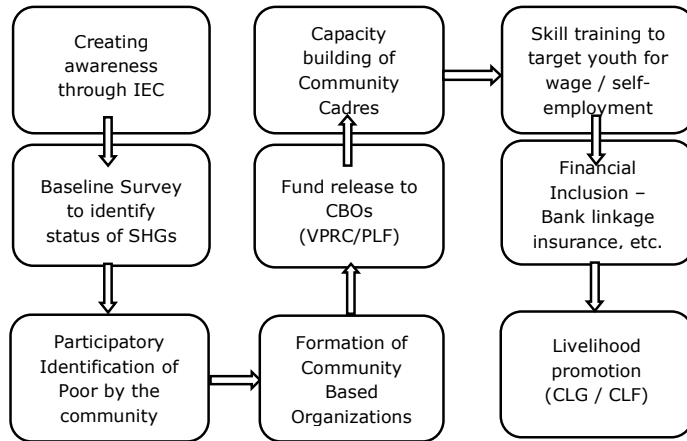 Creating
awareness
through IEC
Baseline Survey
to identify
status of SHGs
Participatory
Identification of
Poor by the
community
Formation of
Community
Based
Organizations
Fund release to
CBOs
(VPRC/PLF)
Capacity
building of
Community
Cadres
Skill training to
target youth for
wage / self-
employment
Financial
Inclusion –
Bank linkage
insurance, etc.
Livelihood
promotion
(CLG / CLF)